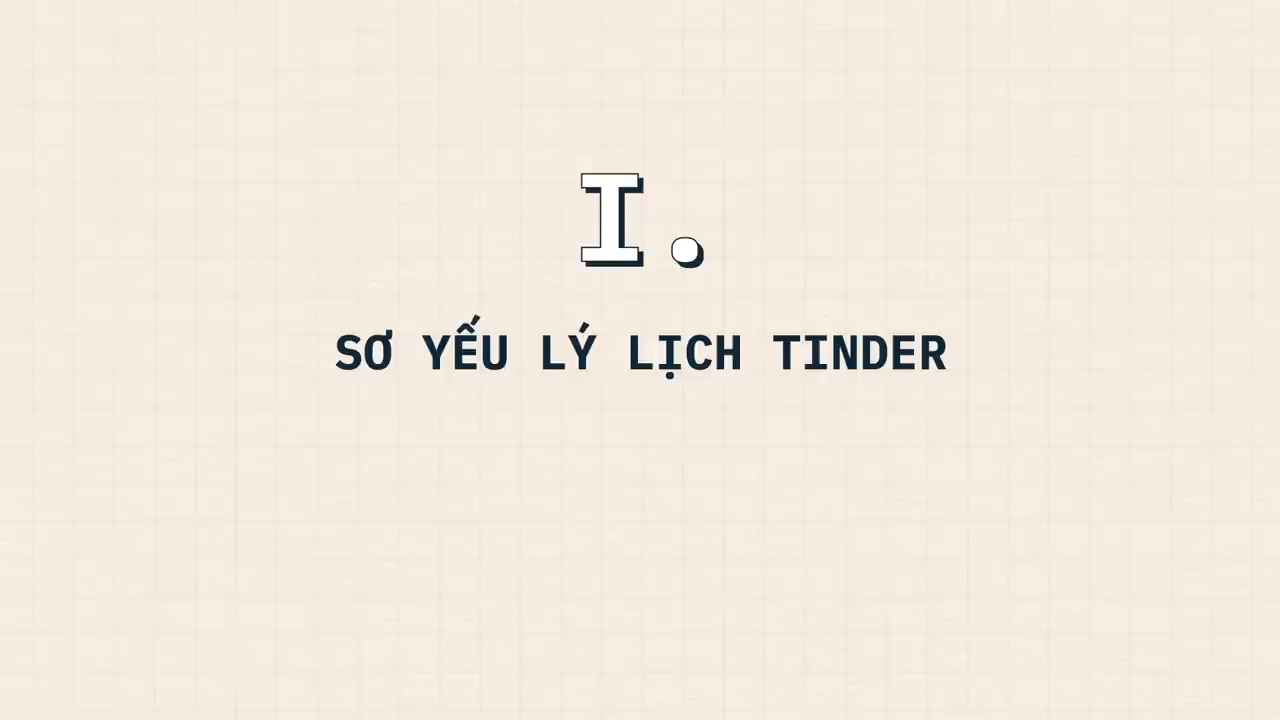 I.
SƠ YẾU LÝ LỊCH TINDER